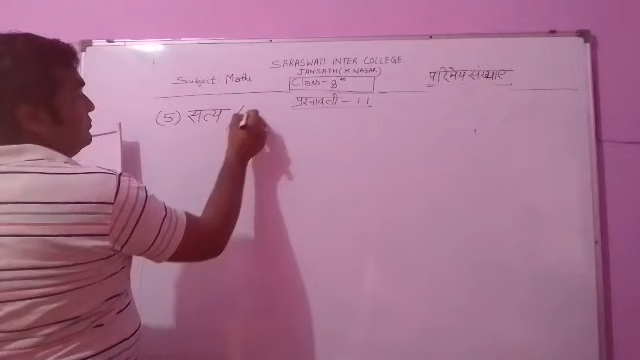 SARASWATI INTER COLLEGE
JANSATH (M.NAGAR)
Subject: Maths
Class - 8th
परिमेय संख्याएं
प्रश्नावली - 1.1
(5) सत्य /